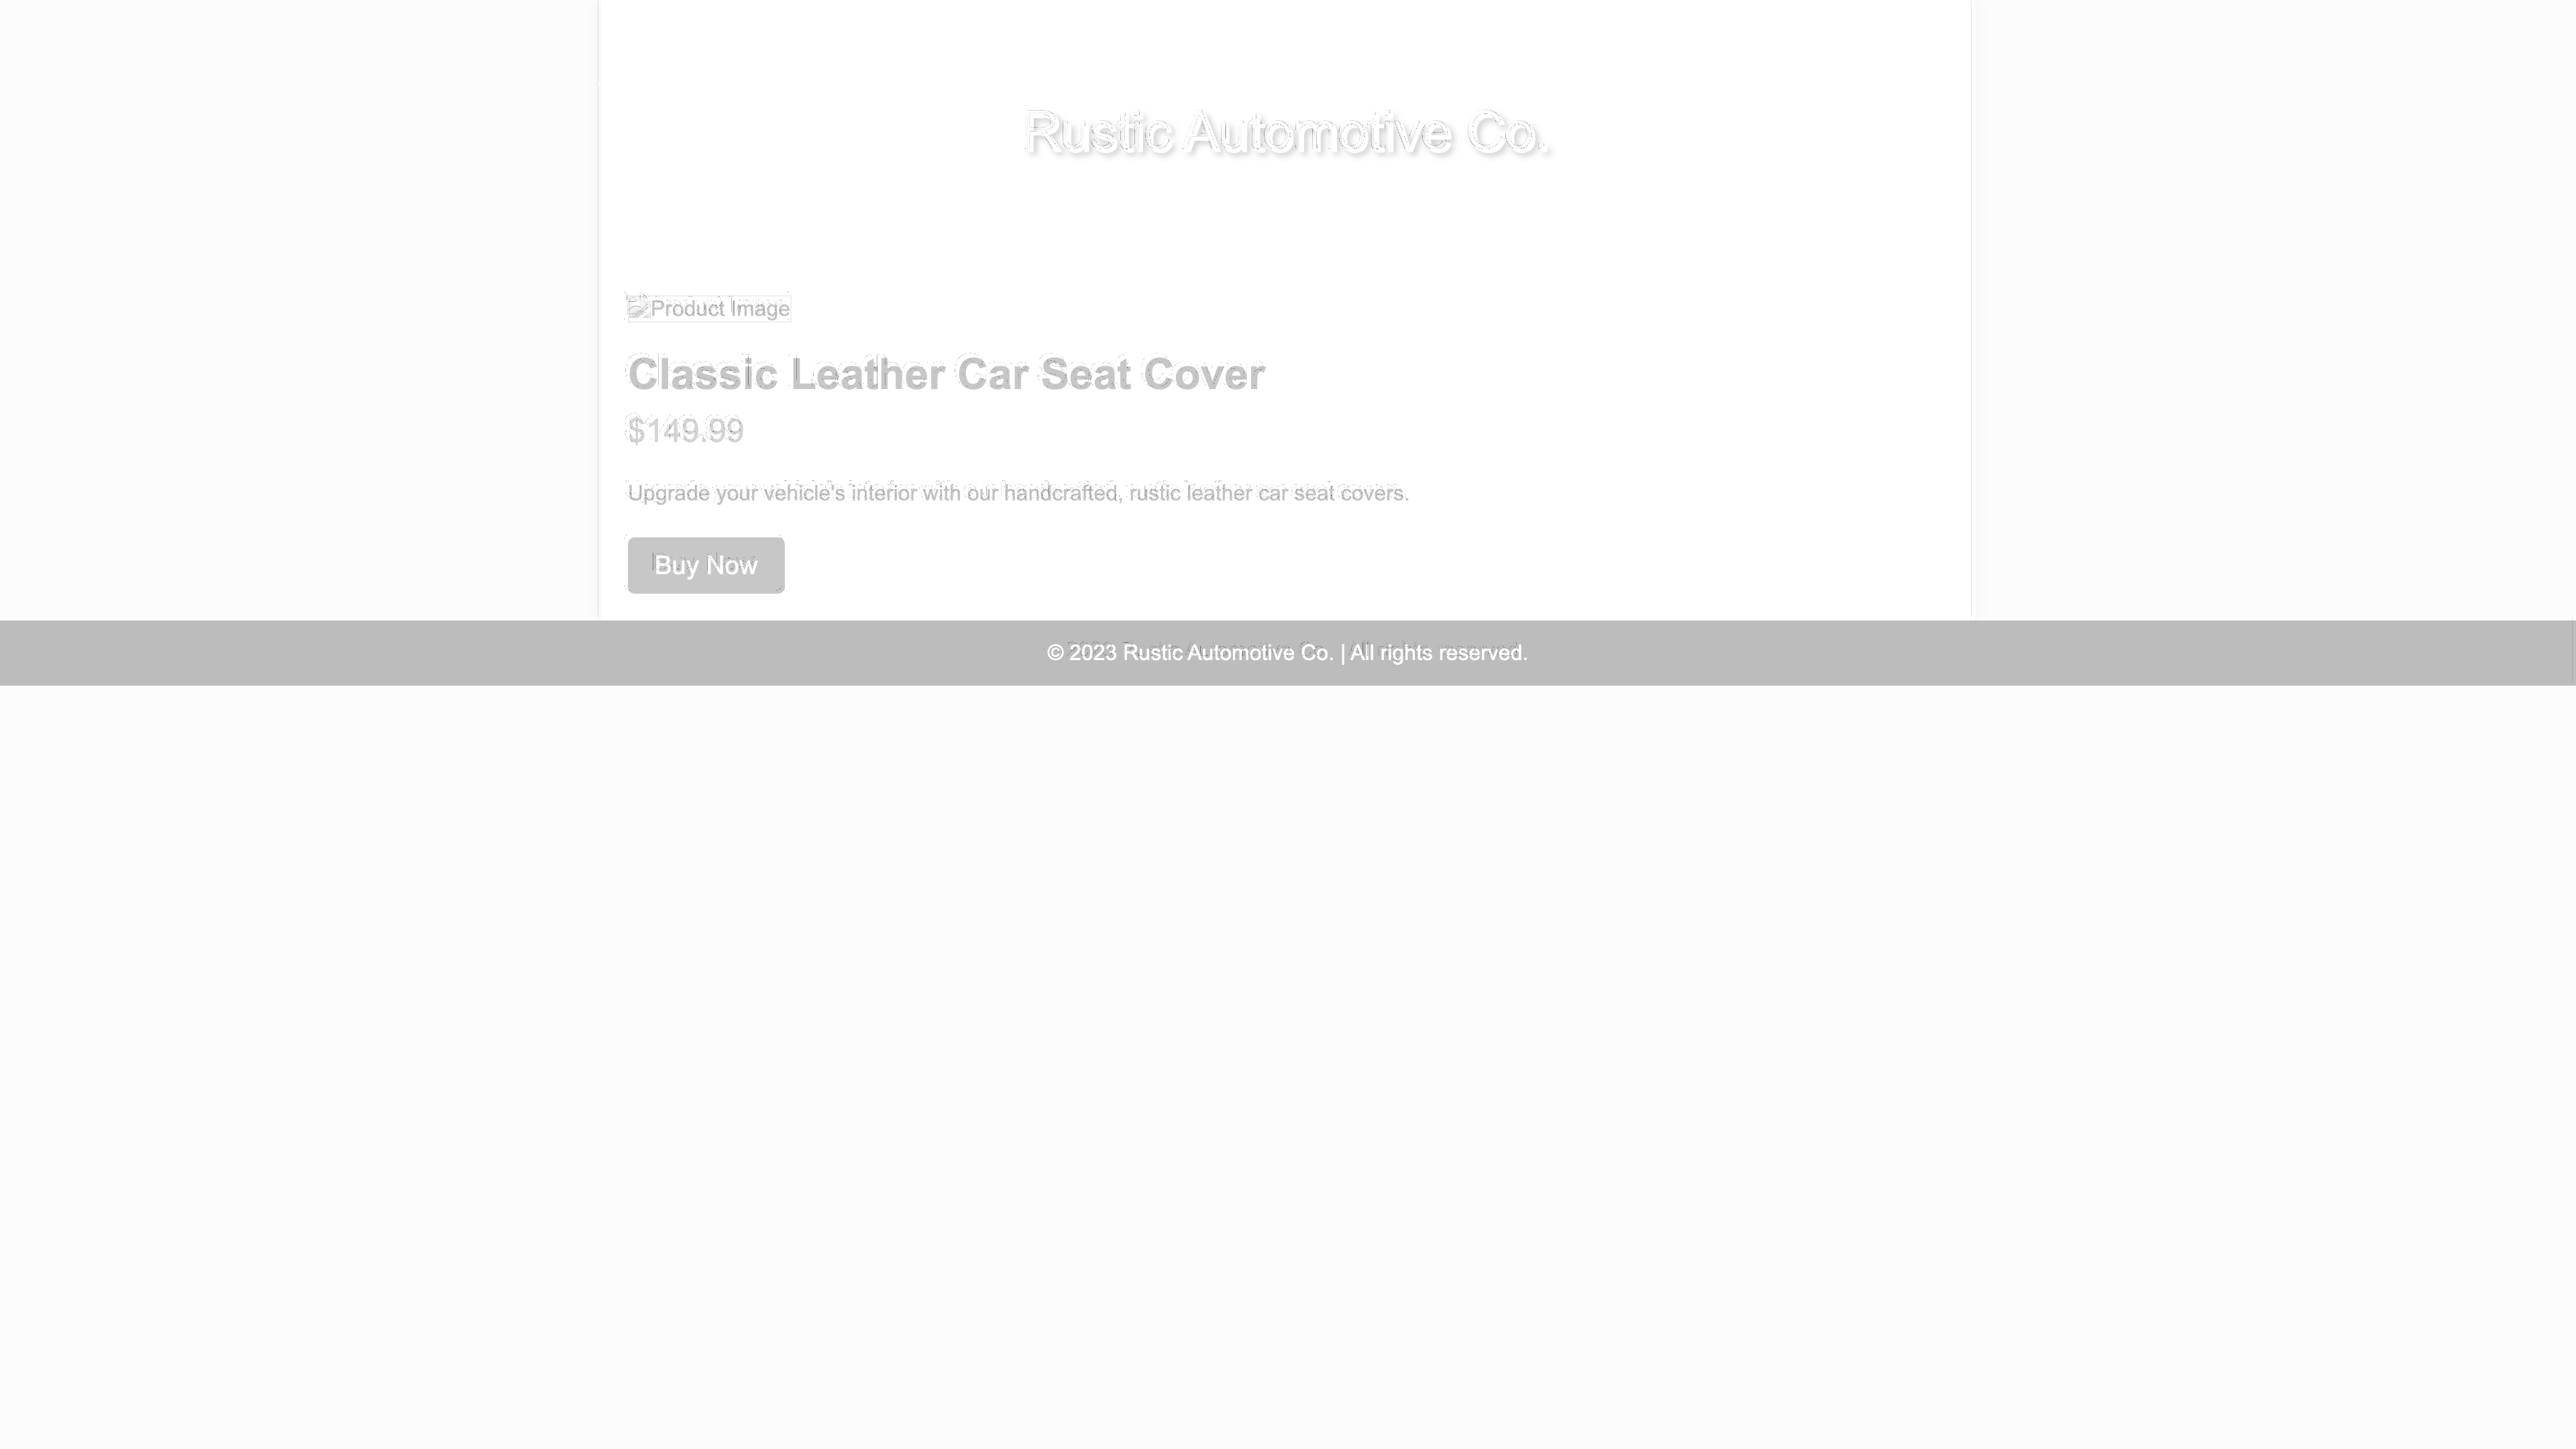 Rustic Automotive Co.
Product Image
Classic Leather Car Seat Cover
$149.99
Upgrade your vehicle's interior with our handcrafted, rustic leather car seat covers.
Buy Now
© 2023 Rustic Automotive Co. | All rights reserved.